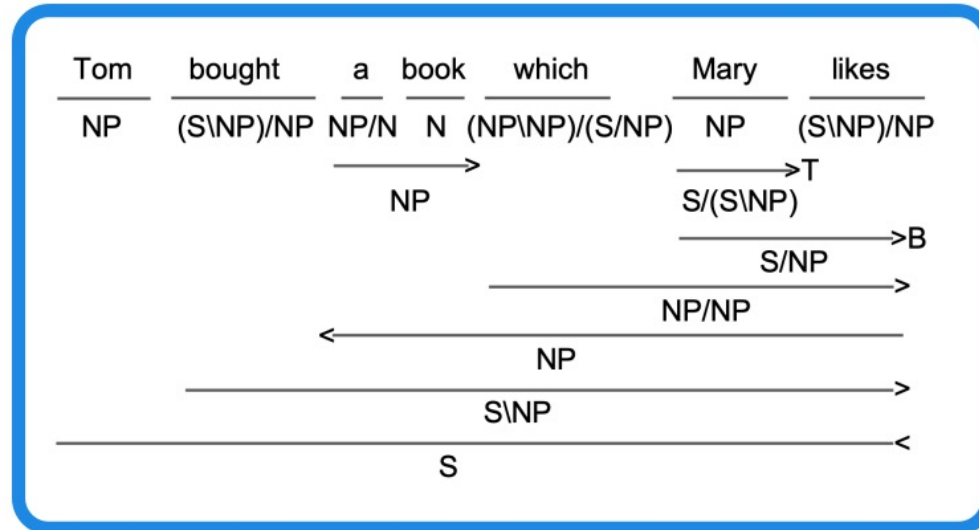 Tom bought a book which Mary likes
NP (S\NP)/NP NP/N N (NP\NP)/(S/NP) NP (S\NP)/NP
> >T
NP S/(S\NP)
>B
S/NP
>
NP/NP
<
NP
>
S\NP
<
S